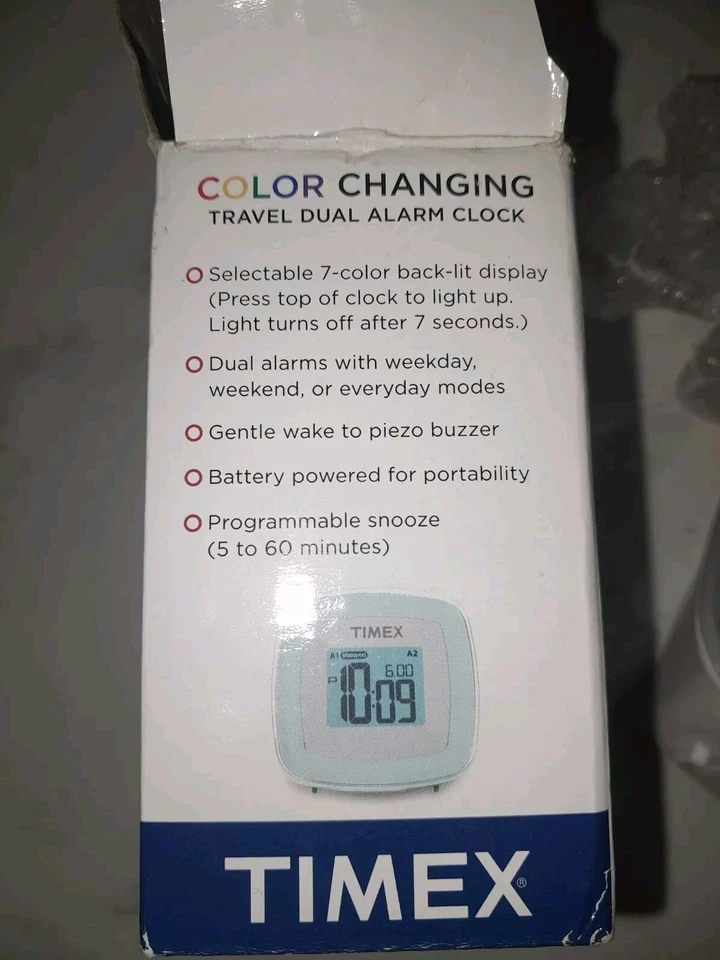 COLOR CHANGING
TRAVEL DUAL ALARM CLOCK
Selectable 7-color back-lit display
(Press top of clock to light up.
Light turns off after 7 seconds.)
Dual alarms with weekday,
weekend, or everyday modes
Gentle wake to piezo buzzer
Battery powered for portability
Programmable snooze
(5 to 60 minutes)
TIMEX
A1 A2
6:00
P 10:09
TIMEX®